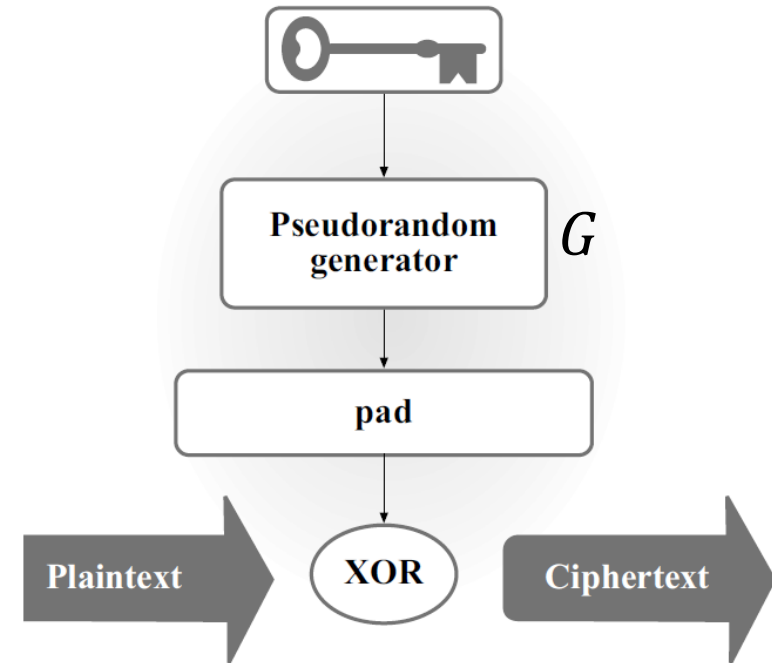 Pseudorandom
generator
G
pad
Plaintext
XOR
Ciphertext